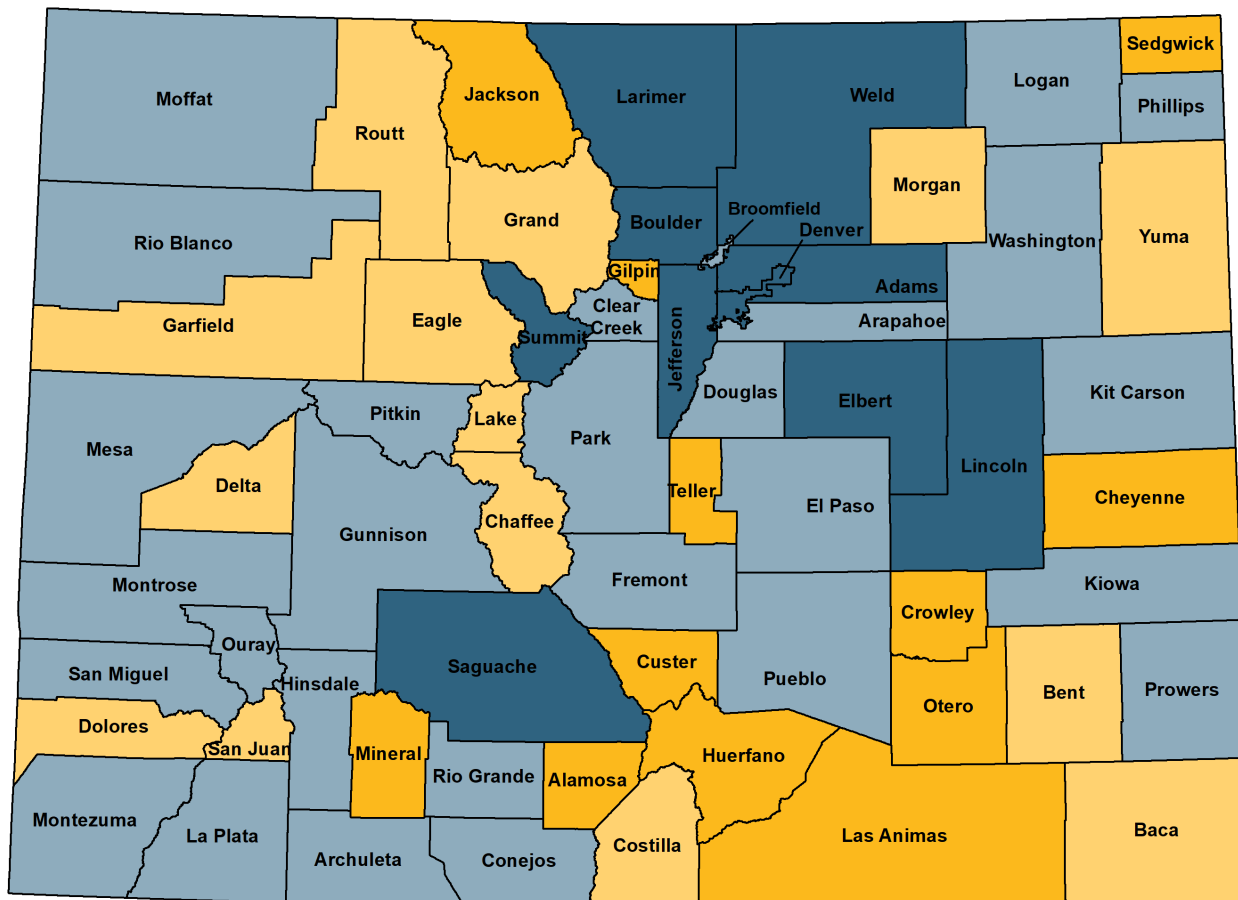 Sedgwick
Moffat
Jackson
Larimer
Weld
Logan
Phillips
Routt
Morgan
Grand
Boulder
Broomfield
Denver
Washington
Yuma
Rio Blanco
Gilpin
Adams
Clear
Creek
Garfield
Eagle
Summit
Arapahoe
Jefferson
Mesa
Pitkin
Lake
Park
Douglas
Elbert
Kit Carson
Lincoln
Delta
Gunnison
Chaffee
Teller
El Paso
Cheyenne
Montrose
Fremont
Kiowa
Crowley
Ouray
San Miguel
Hinsdale
Saguache
Custer
Pueblo
Otero
Bent
Prowers
Dolores
San Juan
Mineral
Rio Grande
Alamosa
Huerfano
Montezuma
La Plata
Archuleta
Conejos
Costilla
Las Animas
Baca